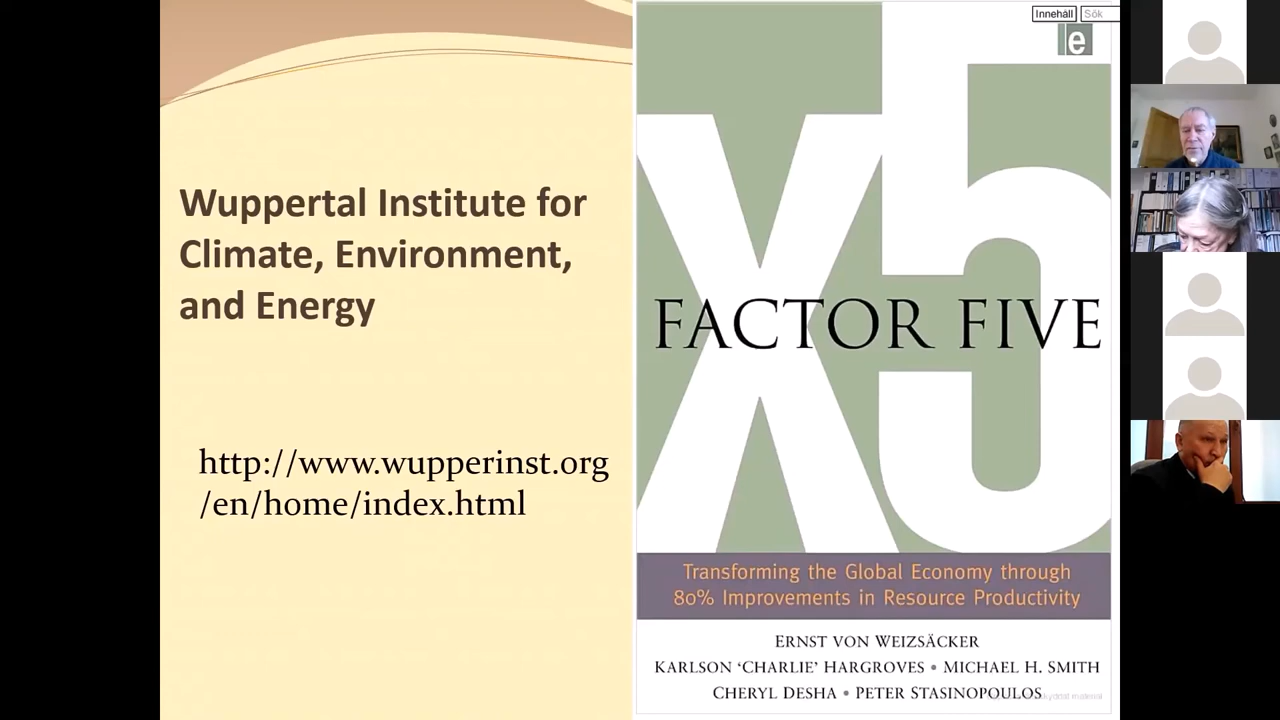 Wuppertal Institute for
Climate, Environment,
and Energy
http://www.wupperinst.org
/en/home/index.html
Innehåll
Sök
e
X5
FACTOR FIVE
Transforming the Global Economy through
80% Improvements in Resource Productivity
ERNST VON WEIZSÄCKER
KARLSON ‘CHARLIE’ HARGROVES • MICHAEL H. SMITH
CHERYL DESHA • PETER STASINOPOULOS